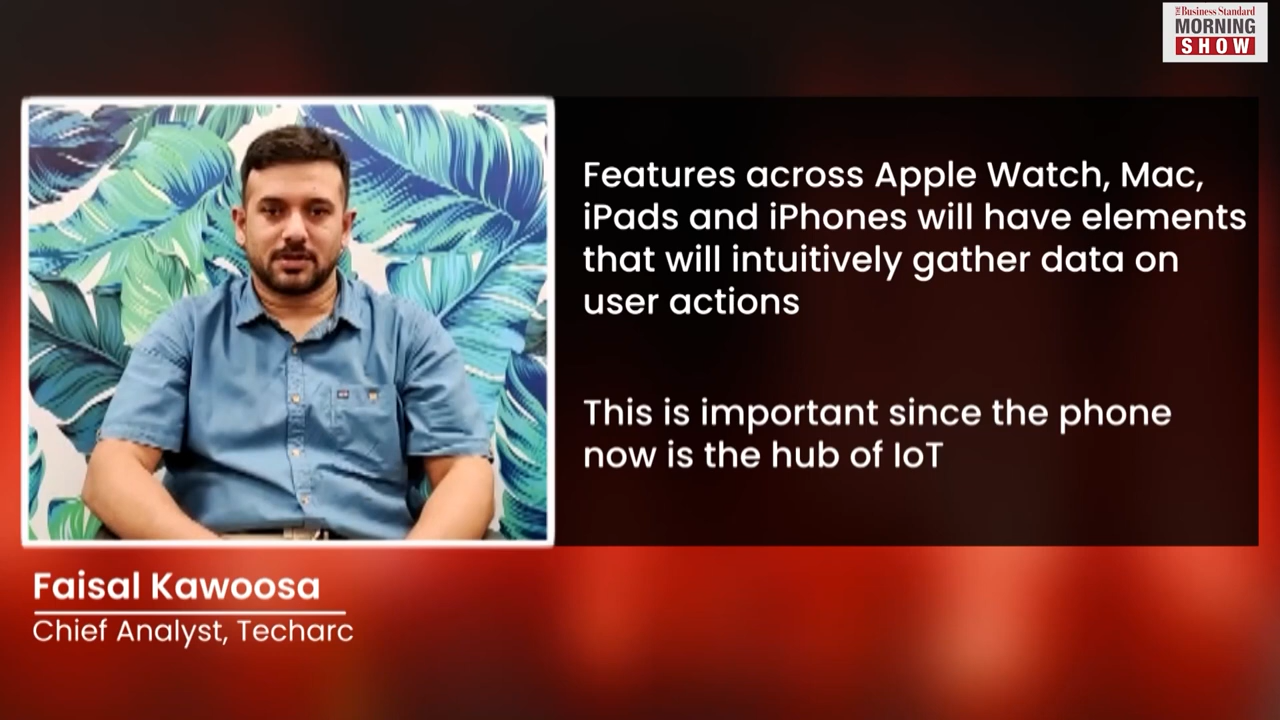 The Business Standard
MORNING
SHOW
Features across Apple Watch, Mac,
iPads and iPhones will have elements
that will intuitively gather data on
user actions
This is important since the phone
now is the hub of IoT
Faisal Kawoosa
Chief Analyst, Techarc